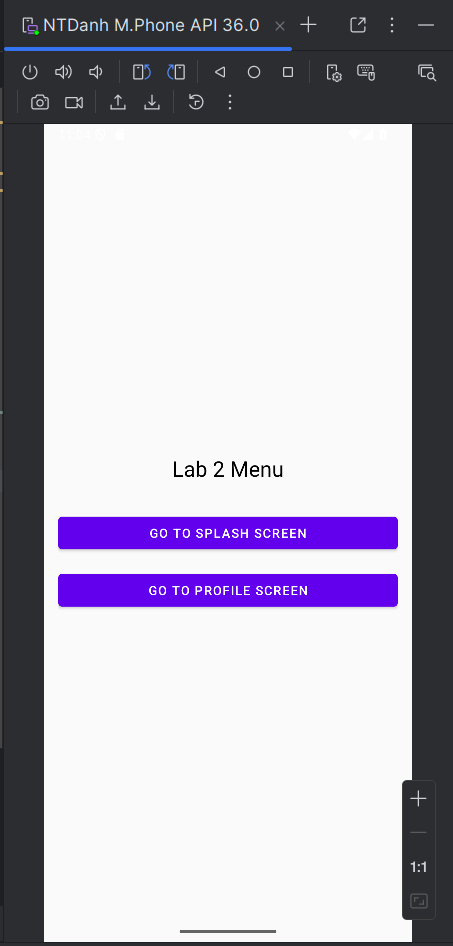 NTDanh M.Phone API 36.0
Lab 2 Menu
GO TO SPLASH SCREEN
GO TO PROFILE SCREEN
1:1